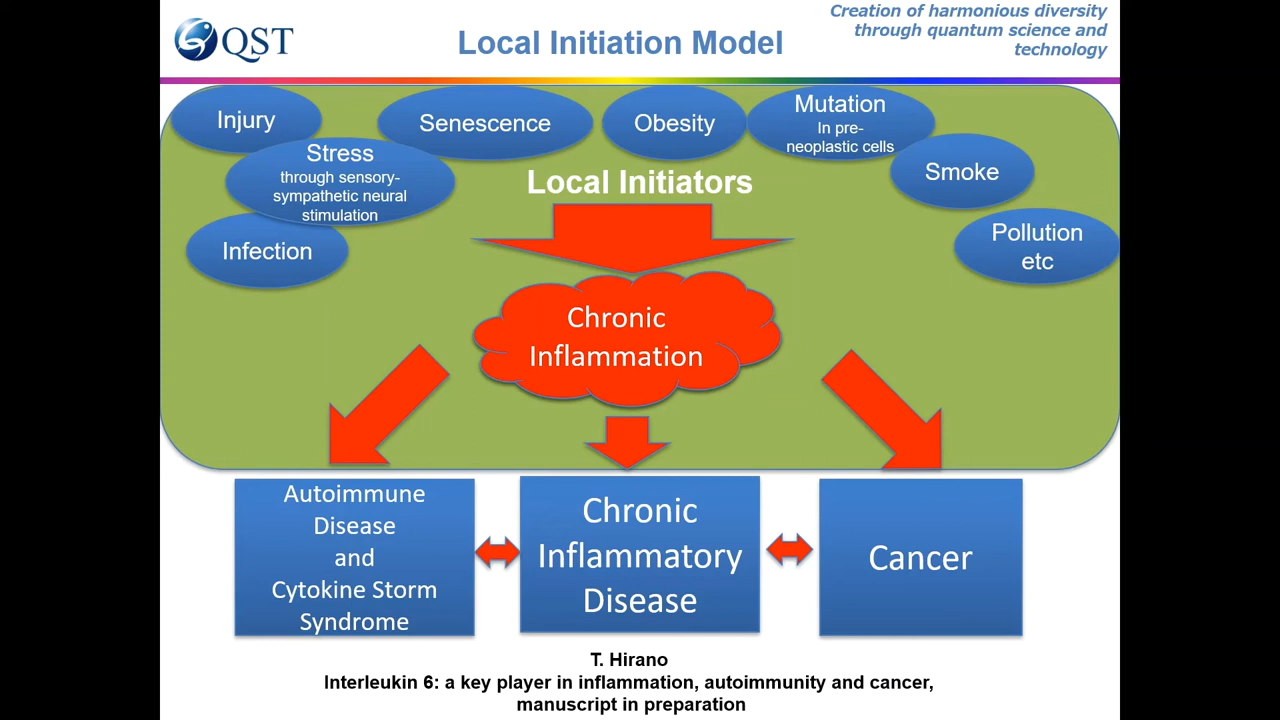 QST
Local Initiation Model
Creation of harmonious diversity
through quantum science and
technology
Injury
Senescence
Obesity
Mutation
In pre-
neoplastic cells
Stress
through sensory-
sympathetic neural
stimulation
Smoke
Local Initiators
Infection
Pollution
etc
Chronic
Inflammation
Autoimmune
Disease
and
Cytokine Storm
Syndrome
Chronic
Inflammatory
Disease
Cancer
T. Hirano
Interleukin 6: a key player in inflammation, autoimmunity and cancer,
manuscript in preparation